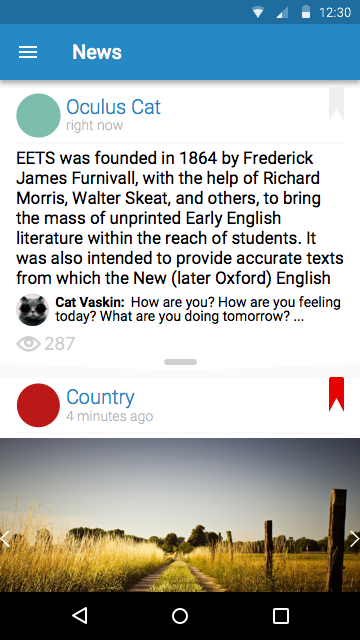 12:30
News
Oculus Cat
right now
EETS was founded in 1864 by Frederick
James Furnivall, with the help of Richard
Morris, Walter Skeat, and others, to bring
the mass of unprinted Early English
literature within the reach of students. It
was also intended to provide accurate texts
from which the New (later Oxford) English
Cat Vaskin: How are you? How are you feeling
today? What are you doing tomorrow? ...
287
Country
4 minutes ago